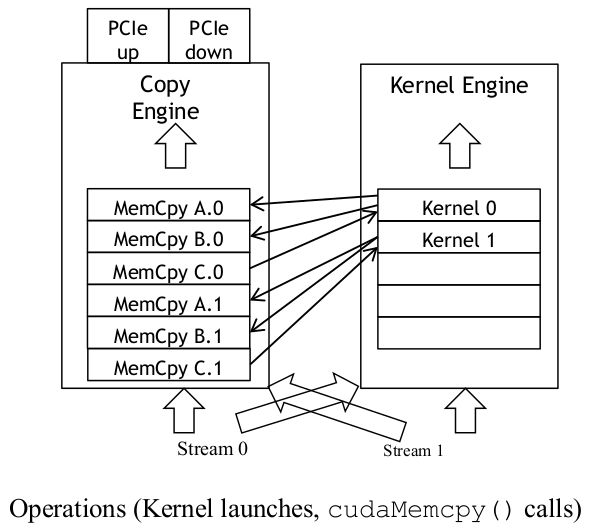 PCIe
up
PCIe
down
Copy
Engine
Kernel Engine
MemCpy A.0
MemCpy B.0
MemCpy C.0
MemCpy A.1
MemCpy B.1
MemCpy C.1
Kernel 0
Kernel 1
Stream 0
Stream 1
Operations (Kernel launches, cudaMemcpy() calls)